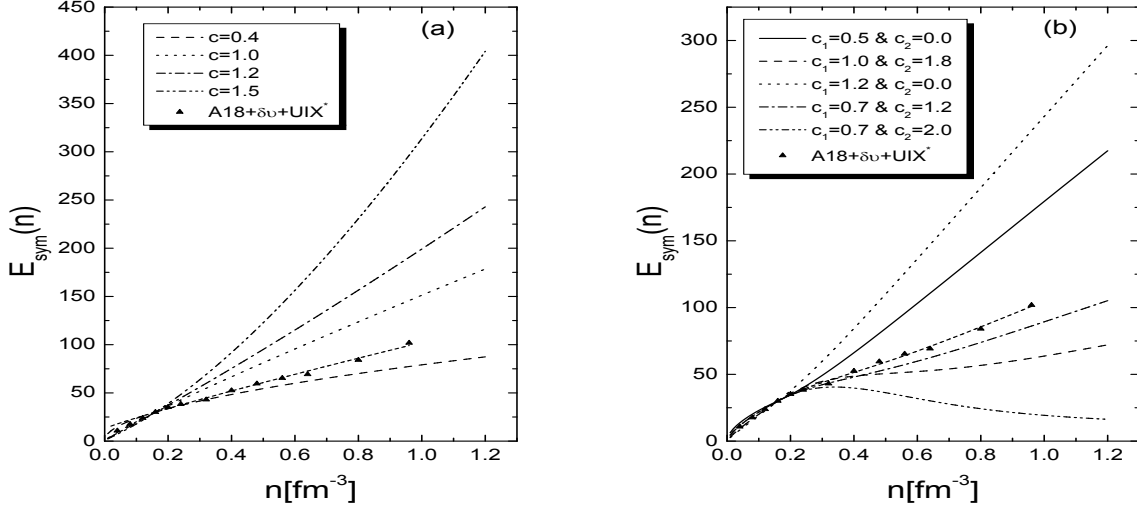 (a)
c=0.4
c=1.0
c=1.2
c=1.5
A18+δυ+UIX*
450
400
350
300
250
200
150
100
50
0
E_sym(n)
0.0 0.2 0.4 0.6 0.8 1.0 1.2
n[fm⁻³]
(b)
c₁=0.5 & c₂=0.0
c₁=1.0 & c₂=1.8
c₁=1.2 & c₂=0.0
c₁=0.7 & c₂=1.2
c₁=0.7 & c₂=2.0
A18+δυ+UIX*
300
250
200
150
100
50
0
E_sym(n)
0.0 0.2 0.4 0.6 0.8 1.0 1.2
n[fm⁻³]